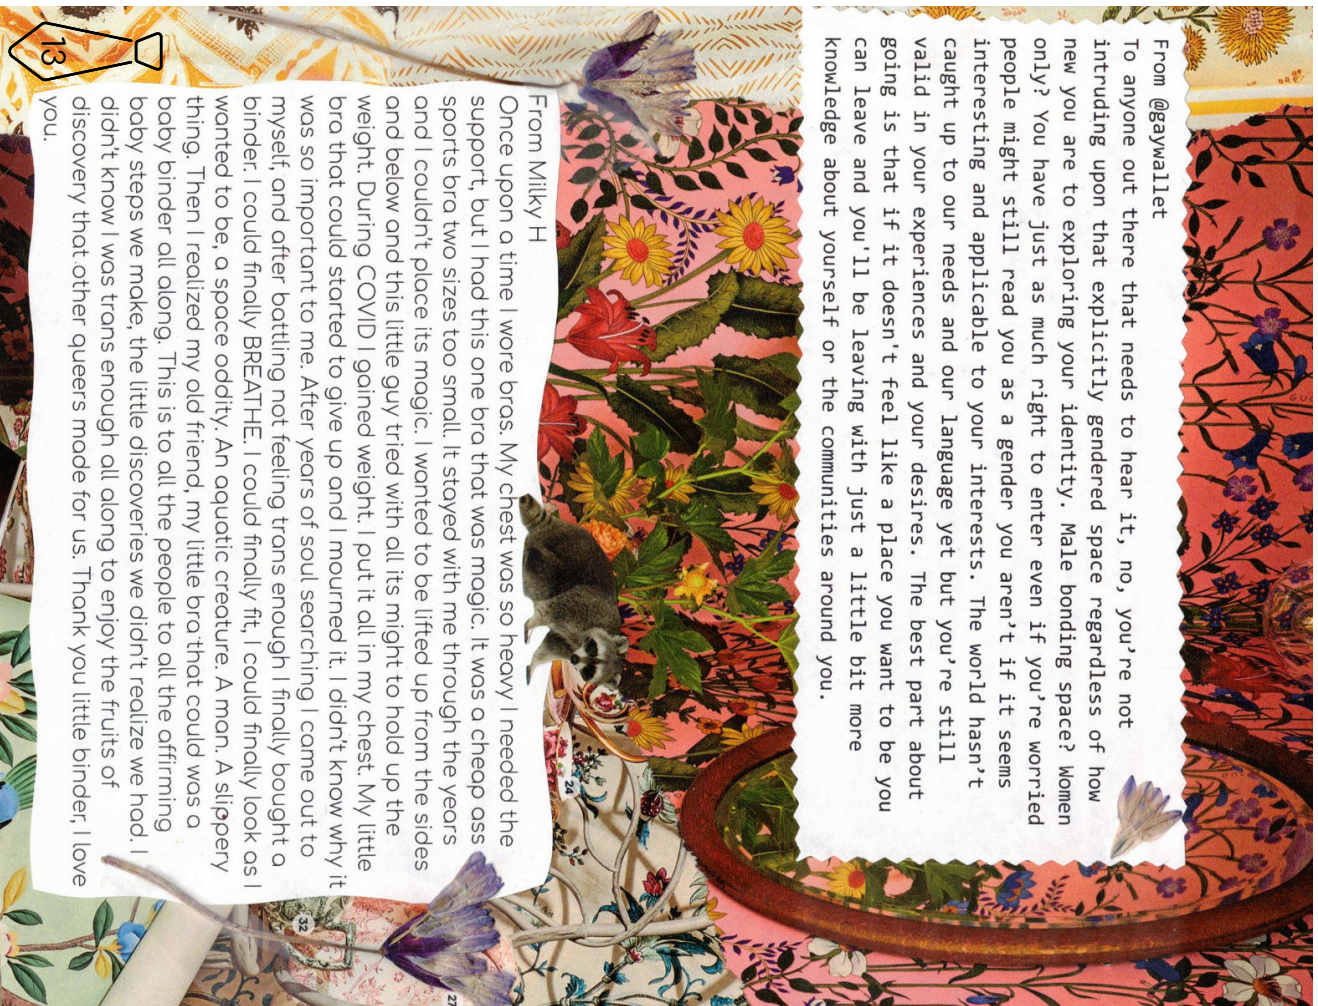 From @gaywallet
To anyone out there that needs to hear it, no, you're not
intruding upon that explicitly gendered space regardless of how
new you are to exploring your identity. Male bonding space? Women
only? You have just as much right to enter even if you're worried
people might still read you as a gender you aren't if it seems
interesting and applicable to your interests. The world hasn't
caught up to our needs and our language yet but you're still
valid in your experiences and your desires. The best part about
going is that if it doesn't feel like a place you want to be you
can leave and you'll be leaving with just a little bit more
knowledge about yourself or the communities around you.
24
From Milky H
Once upon a time I wore bras. My chest was so heavy I needed the
support, but I had this one bra that was magic. It was a cheap ass
sports bra two sizes too small. It stayed with me through the years
and I couldn't place its magic. I wanted to be lifted up from the sides
and below and this little guy tried with all its might to hold up the
weight. During COVID I gained weight. I put it all in my chest. My little
bra that could started to give up and I mourned it. I didn't know why it
was so important to me. After years of soul searching I came out to
myself, and after battling not feeling trans enough I finally bought a
binder. I could finally BREATHE. I could finally fit, I could finally look as I
wanted to be, a space oddity. An aquatic creature. A man. A slippery
thing. Then I realized my old friend, my little bra that could was a
baby binder all along. This is to all the people to all the affirming
baby steps we make, the little discoveries we didn't realize we had. I
didn't know I was trans enough all along to enjoy the fruits of
discovery that other queers made for us. Thank you little binder, I love
you.
27
32
13